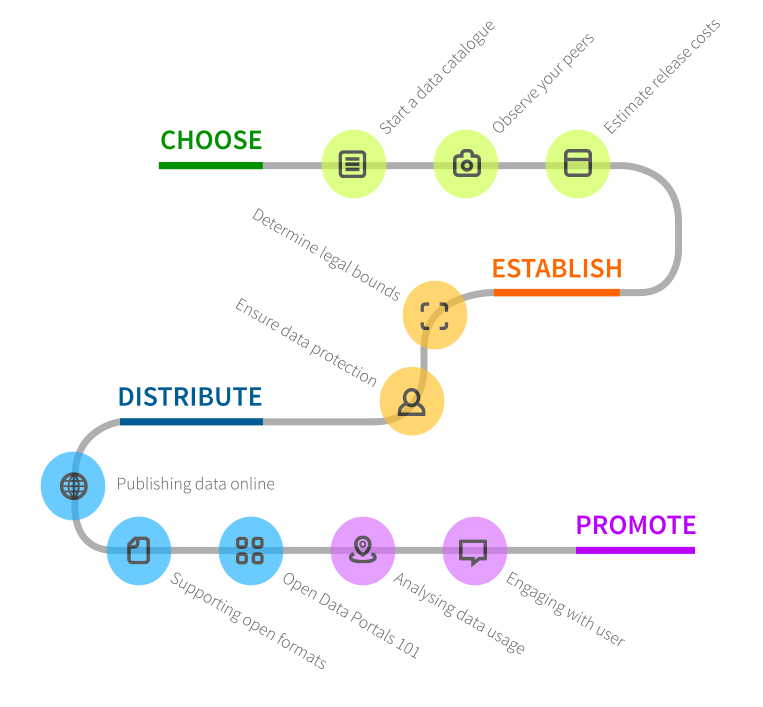 CHOOSE
Start a data catalogue
Observe your peers
Estimate release costs
ESTABLISH
Determine legal bounds
Ensure data protection
DISTRIBUTE
Publishing data online
Supporting open formats
Open Data Portals 101
Analysing data usage
Engaging with user
PROMOTE